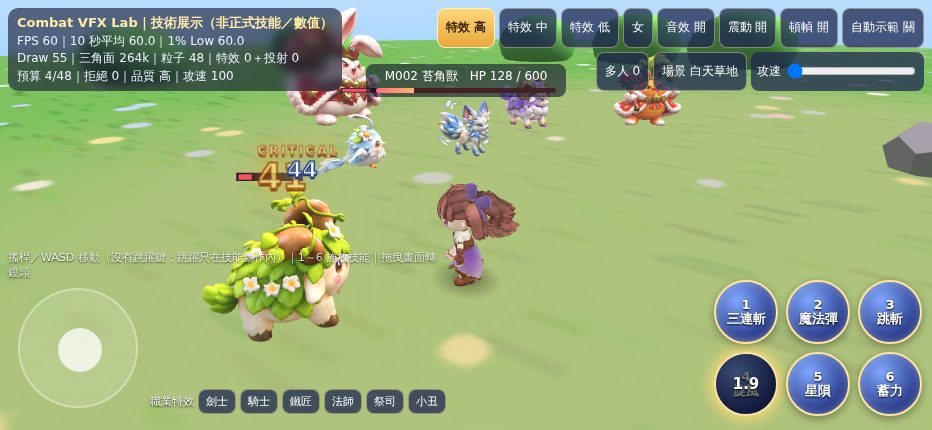 Combat VFX Lab｜技術展示（非正式技能／數值）
FPS 60｜10 秒平均 60.0｜1% Low 60.0
Draw 55｜三角面 264k｜粒子 48｜特效 0＋投射 0
預算 4/48｜拒絕 0｜品質 高｜攻速 100
特效 高
特效 中
特效 低
女
音效 開
震動 開
頓幀 開
自動示範 關
多人 0
場景 白天草地
攻速
M002 苔角獸 HP 128 / 600
CRITICAL
44
搖桿／WASD 移動（沒有跳躍鍵；跳躍只在技能動作內）｜1～6 施放技能｜拖曳畫面轉
鏡頭
1
三連斬
2
魔法彈
3
跳斬
4
1.9
旋風
5
星隕
6
蓄力
職業特效
劍士
騎士
鐵匠
法師
祭司
小丑